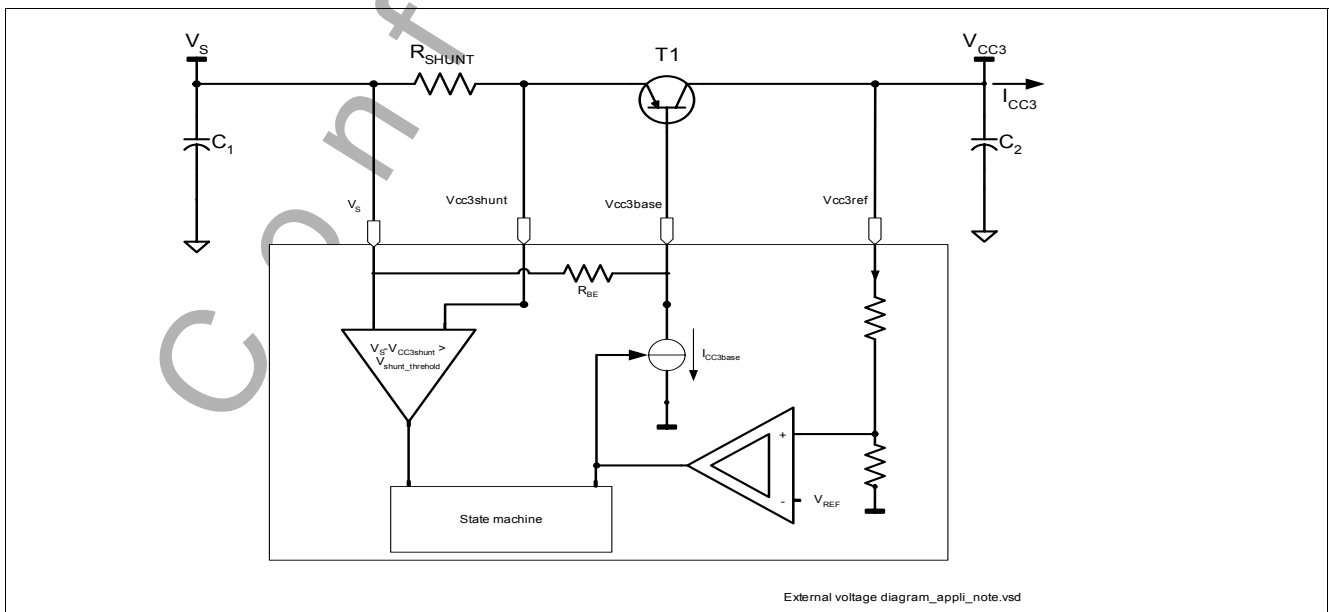 Conf
V_S
R_SHUNT
T1
V_CC3
I_CC3
C_1
C_2
V_S
Vcc3shunt
Vcc3base
Vcc3ref
R_BE
V_S-V_CC3shunt >
V_shunt_threhold
I_CC3base
+
-
V_REF
State machine
External voltage diagram_appli_note.vsd